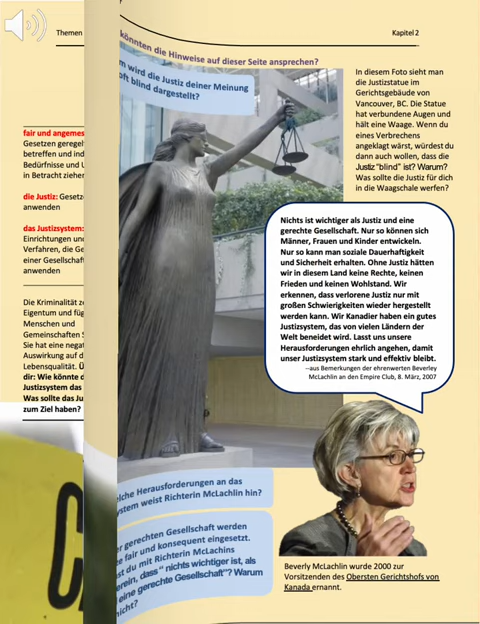 Themen
Kapitel 2
könnten die Hinweise auf dieser Seite ansprechen?
wird die Justiz deiner Meinung
oft blind dargestellt?
In diesem Foto sieht man
die Justizstatue im
Gerichtsgebäude von
Vancouver, BC. Die Statue
hat verbundene Augen und
hält eine Waage. Wenn du
eines Verbrechens
angeklagt wärst, würdest du
dann auch wollen, dass die
Justiz "blind" ist? Warum?
Was sollte die Justiz für dich
in die Waagschale werfen?
fair und angemes
Gesetzen geregel
betreffen und ind
Bedürfnisse und U
in Betracht ziehen
die Justiz: Gesetz
anwenden
das Justizsystem:
Einrichtungen und
Verfahren, die Ge
einer Gesellschaft
anwenden
Die Kriminalität ze
Eigentum und füg
Menschen und
Gemeinschaften S
Sie hat eine negat
Auswirkung auf d
Lebensqualität. Ü
dir: Wie könnte d
Justizsystem das
Was sollte das Ju
zum Ziel haben?
Nichts ist wichtiger als Justiz und eine
gerechte Gesellschaft. Nur so können sich
Männer, Frauen und Kinder entwickeln.
Nur so kann man soziale Dauerhaftigkeit
und Sicherheit erhalten. Ohne Justiz hätten
wir in diesem Land keine Rechte, keinen
Frieden und keinen Wohlstand. Wir
erkennen, dass verlorene Justiz nur mit
großen Schwierigkeiten wieder hergestellt
werden kann. Wir Kanadier haben ein gutes
Justizsystem, das von vielen Ländern der
Welt beneidet wird. Lasst uns unsere
Herausforderungen ehrlich angehen, damit
unser Justizsystem stark und effektiv bleibt.
--aus Bemerkungen der ehrenwerten Beverley
McLachlin an den Empire Club, 8. März, 2007
elche Herausforderungen an das
ystem weist Richterin McLachlin hin?
er gerechten Gesellschaft werden
e fair und konsequent eingesetzt.
st du mit Richterin McLachins
erein, dass " nichts wichtiger ist, als
eine gerechte Gesellschaft"? Warum
nicht?
Beverly McLachlin wurde 2000 zur
Vorsitzenden des Obersten Gerichtshofs von
Kanada ernannt.